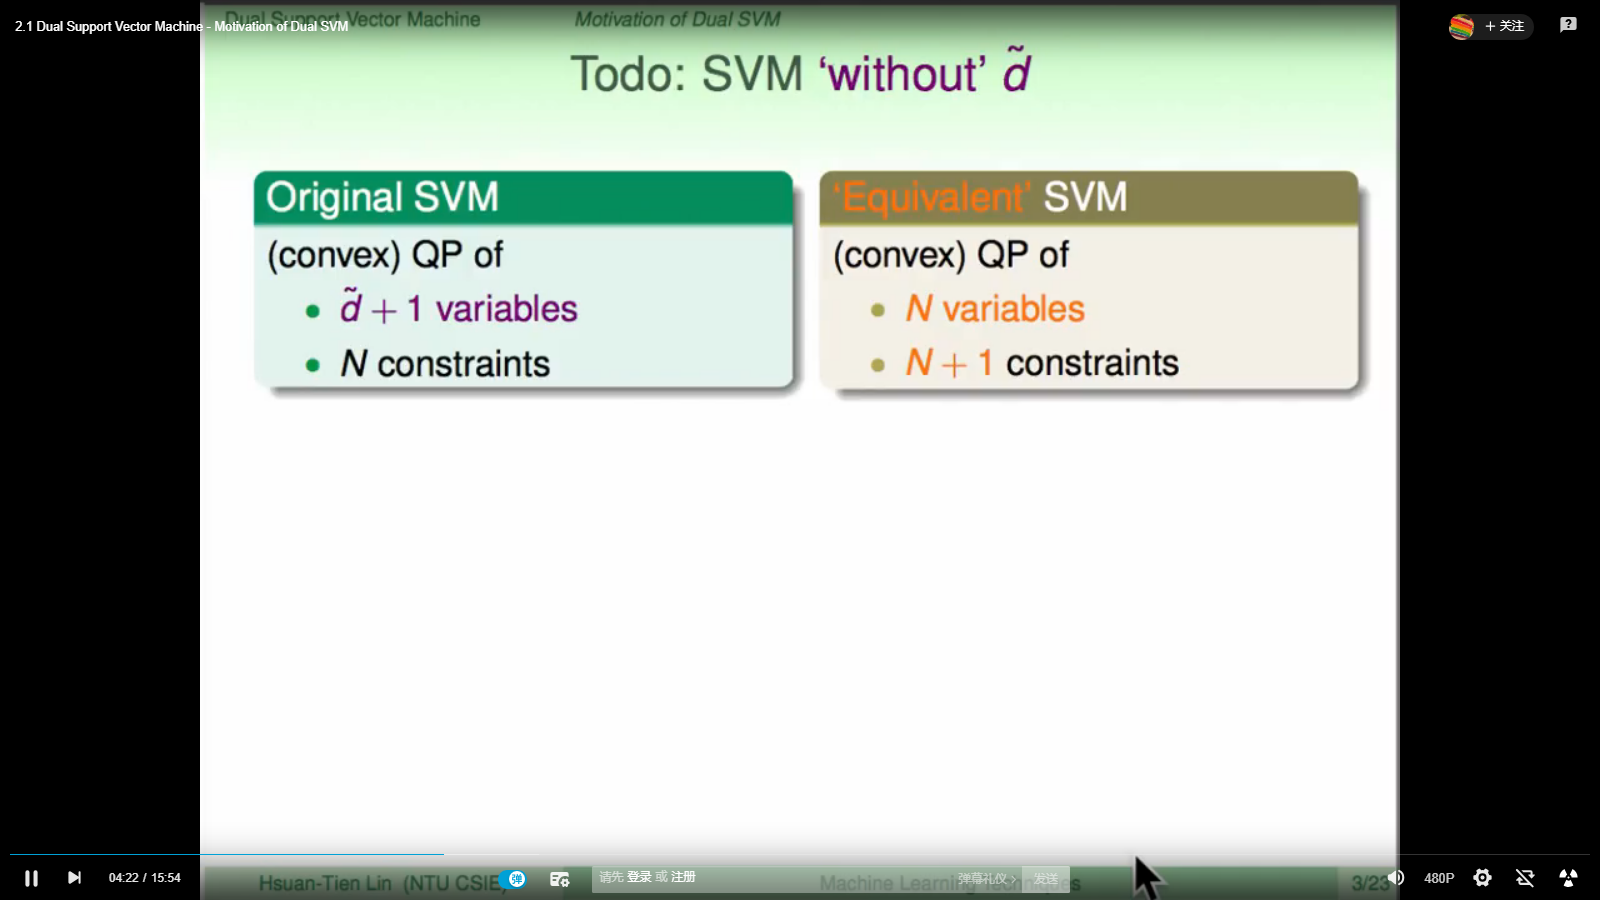 Dual Support Vector Machine Motivation of Dual SVM
2.1 Dual Support Vector Machine - Motivation of Dual SVM
+ 关注
Todo: SVM ‘without’ d̃
Original SVM
(convex) QP of
• d̃ + 1 variables
• N constraints
‘Equivalent’ SVM
(convex) QP of
• N variables
• N + 1 constraints
04:22 / 15:54
弹
请先 登录 或 注册
弹幕礼仪 >
发送
480P
Hsuan-Tien Lin (NTU CSIE)
Machine Learning Techniques
3/23